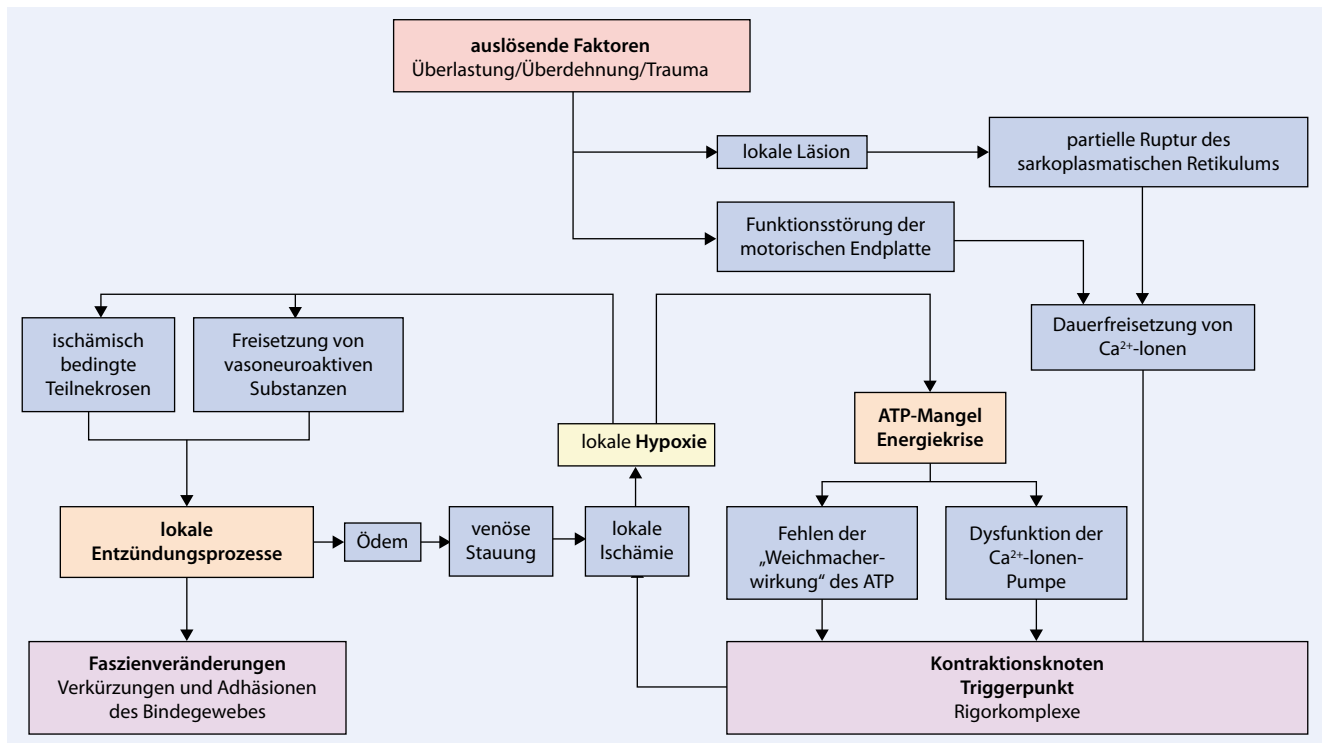 auslösende Faktoren
Überlastung/Überdehnung/Trauma
lokale Läsion
partielle Ruptur des
sarkoplasmatischen Retikulums
Funktionsstörung der
motorischen Endplatte
Dauerfreisetzung von
Ca²⁺-Ionen
ischämisch
bedingte
Teilnekrosen
Freisetzung von
vasoneuroaktiven
Substanzen
ATP-Mangel
Energiekrise
lokale Hypoxie
lokale
Entzündungsprozesse
Ödem
venöse
Stauung
lokale
Ischämie
Fehlen der
„Weichmacher-
wirkung“ des ATP
Dysfunktion der
Ca²⁺-Ionen-
Pumpe
Faszienveränderungen
Verkürzungen und Adhäsionen
des Bindegewebes
Kontraktionsknoten
Triggerpunkt
Rigorkomplexe